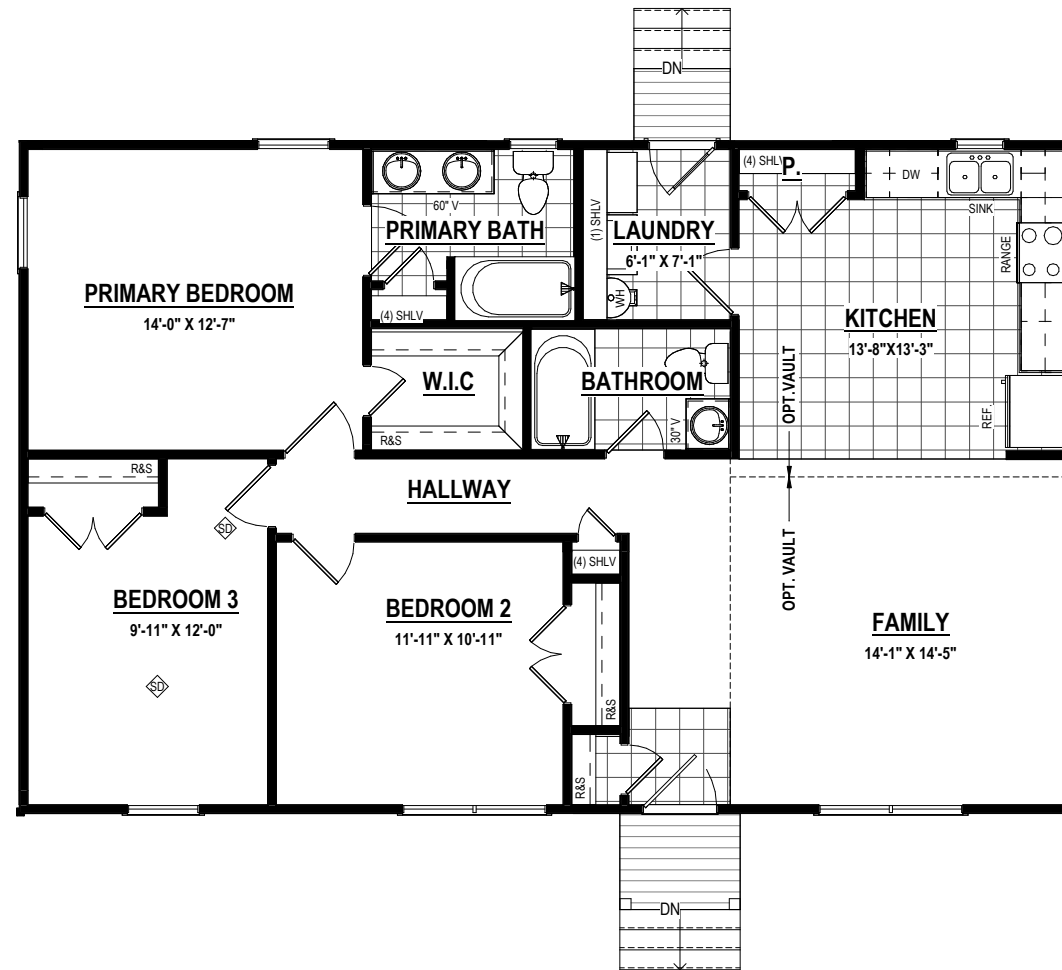 DN
(4) SHLV
P.
DW
SINK
RANGE
60" V
PRIMARY BATH
(1) SHLV
LAUNDRY
6'-1" X 7'-1"
WH
PRIMARY BEDROOM
14'-0" X 12'-7"
(4) SHLV
KITCHEN
13'-8"X13'-3"
W.I.C
R&S
BATHROOM
30" V
OPT. VAULT
REF.
R&S
HALLWAY
SD
(4) SHLV
OPT. VAULT
BEDROOM 3
9'-11" X 12'-0"
BEDROOM 2
11'-11" X 10'-11"
FAMILY
14'-1" X 14'-5"
SD
R&S
R&S
DN